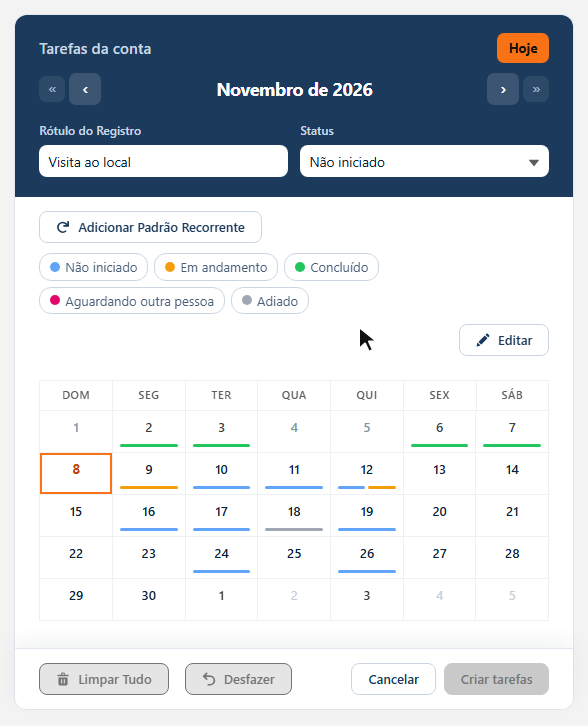 Tarefas da conta
Hoje
« ‹ Novembro de 2026 › »
Rótulo do Registro Status
Visita ao local Não iniciado
Adicionar Padrão Recorrente
Não iniciado Em andamento Concluído
Aguardando outra pessoa Adiado
Editar
DOM SEG TER QUA QUI SEX SÁB
1 2 3 4 5 6 7
8 9 10 11 12 13 14
15 16 17 18 19 20 21
22 23 24 25 26 27 28
29 30 1 2 3 4 5
Limpar Tudo Desfazer Cancelar Criar tarefas